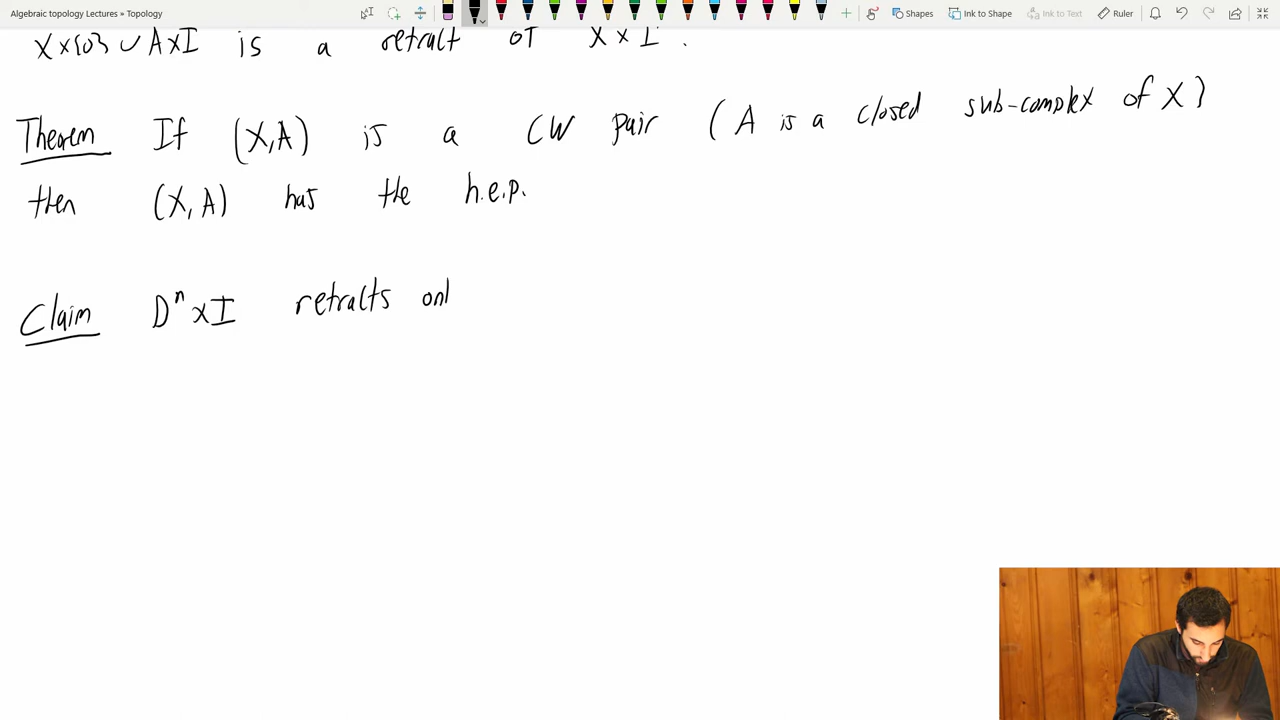 Algebraic topology Lectures » Topology
Shapes Ink to Shape Ink to Text Ruler
X×{0} ∪ A×I is a retract of X×I.
Theorem If (X,A) is a CW pair (A is a closed sub-complex of X)
then (X,A) has the h.e.p.
Claim Dⁿ×I retracts ont